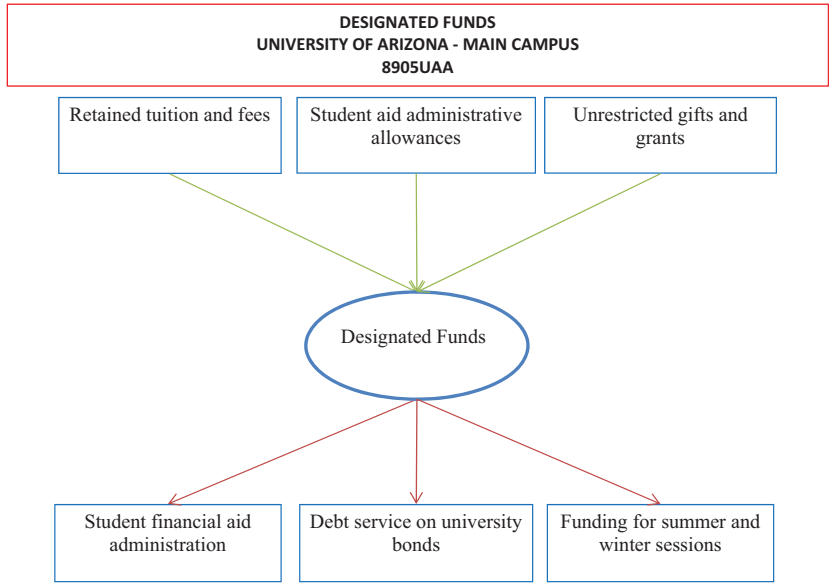 DESIGNATED FUNDS
UNIVERSITY OF ARIZONA - MAIN CAMPUS
8905UAA
Retained tuition and fees
Student aid administrative
allowances
Unrestricted gifts and
grants
Designated Funds
Student financial aid
administration
Debt service on university
bonds
Funding for summer and
winter sessions